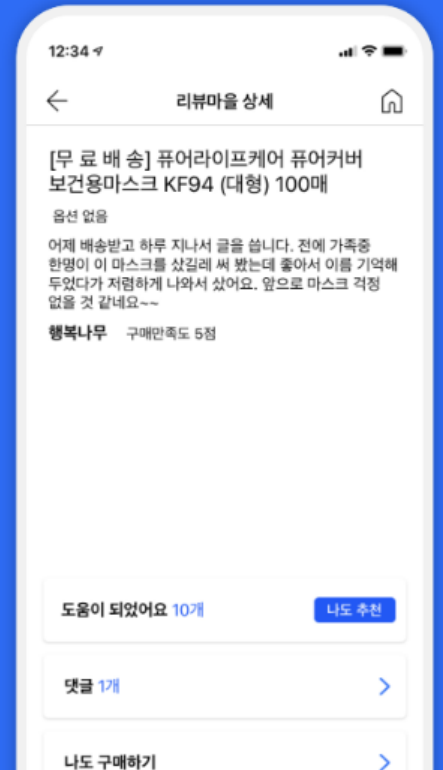 12:34
리뷰마을 상세
[무 료 배 송] 퓨어라이프케어 퓨어커버
보건용마스크 KF94 (대형) 100매
옵션 없음
어제 배송받고 하루 지나서 글을 씁니다. 전에 가족중
한명이 이 마스크를 샀길레 써 봤는데 좋아서 이름 기억해
두었다가 저렴하게 나와서 샀어요. 앞으로 마스크 걱정
없을 것 같네요~~
행복나무 구매만족도 5점
도움이 되었어요 10개 나도 추천
댓글 1개
나도 구매하기